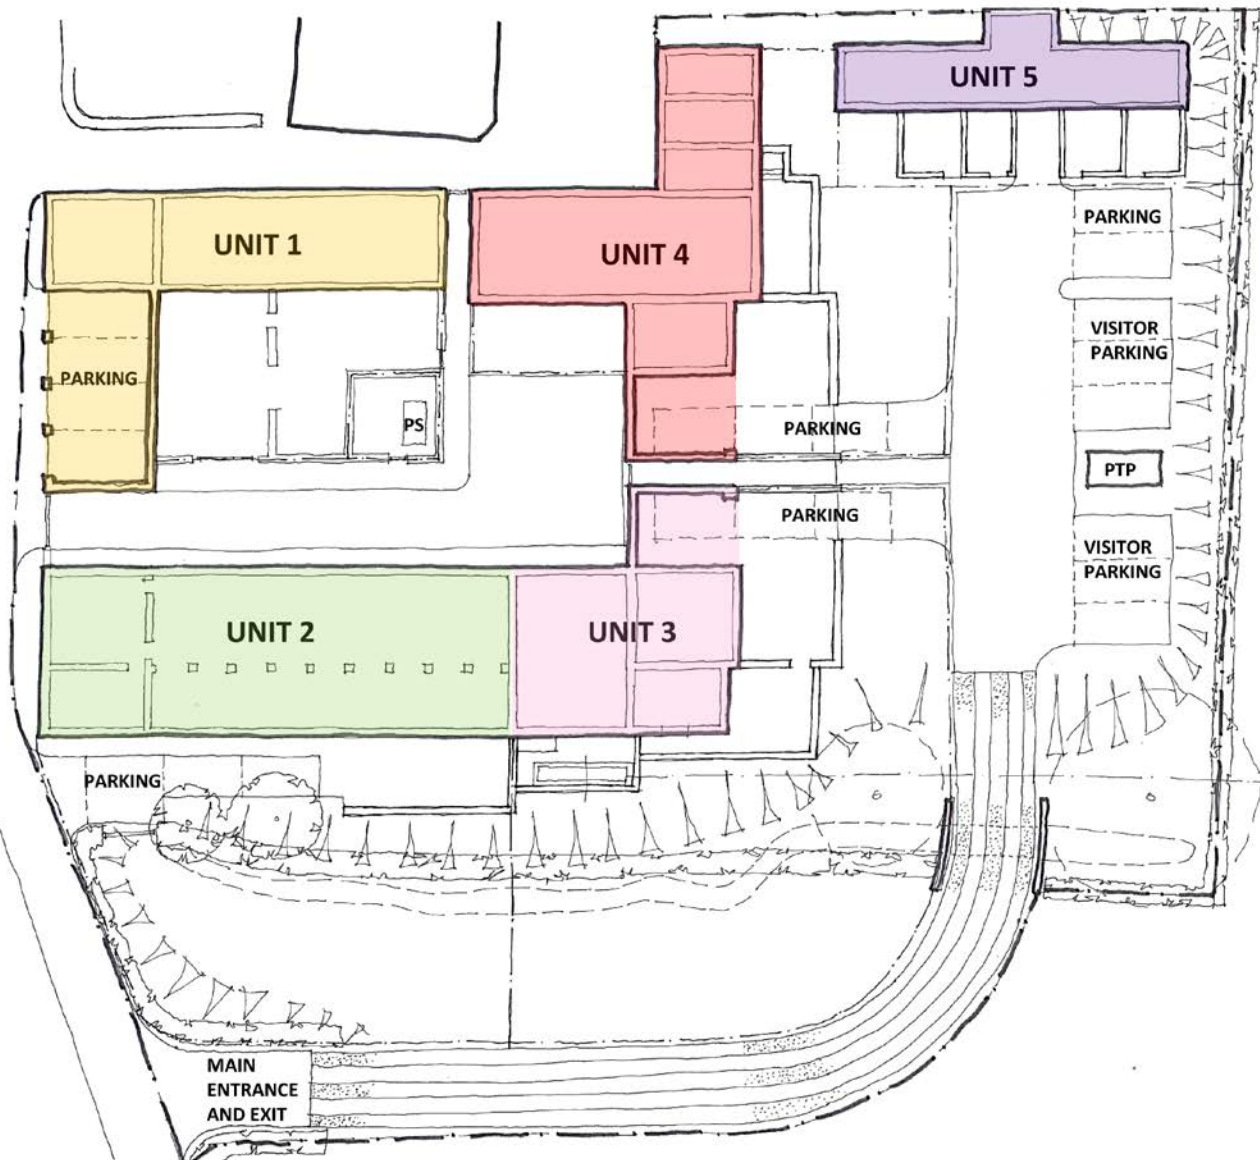 UNIT 5
UNIT 1
UNIT 4
PARKING
VISITOR
PARKING
PARKING
PS
PARKING
PTP
PARKING
VISITOR
PARKING
UNIT 2
UNIT 3
PARKING
MAIN
ENTRANCE
AND EXIT